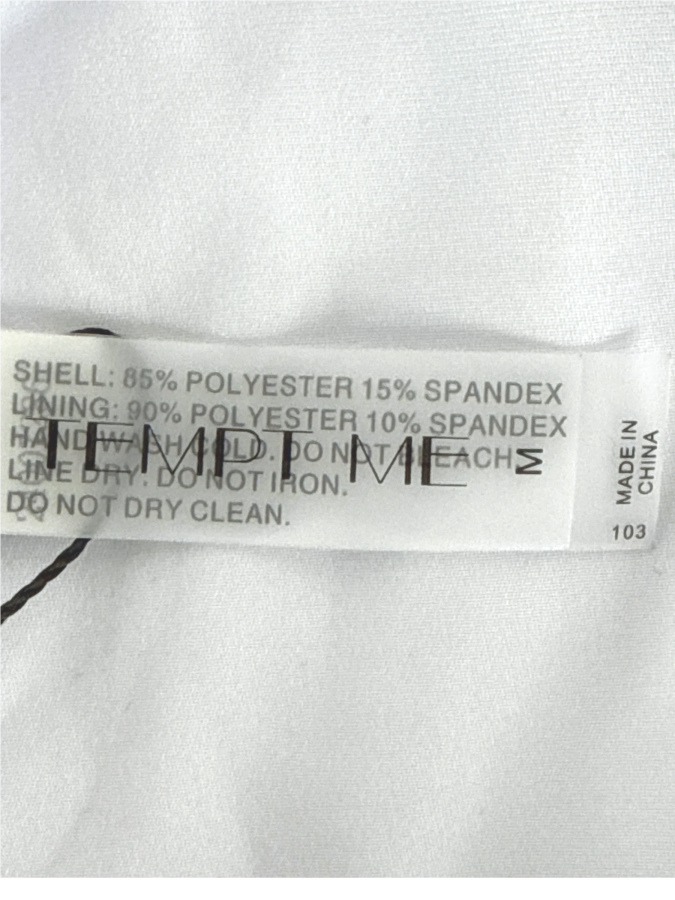 SHELL: 85% POLYESTER 15% SPANDEX
LINING: 90% POLYESTER 10% SPANDEX
HAND WASH COLD. DO NOT BLEACH
LINE DRY. DO NOT IRON.
DO NOT DRY CLEAN.
TEMPT ME
M
MADE IN
CHINA
103